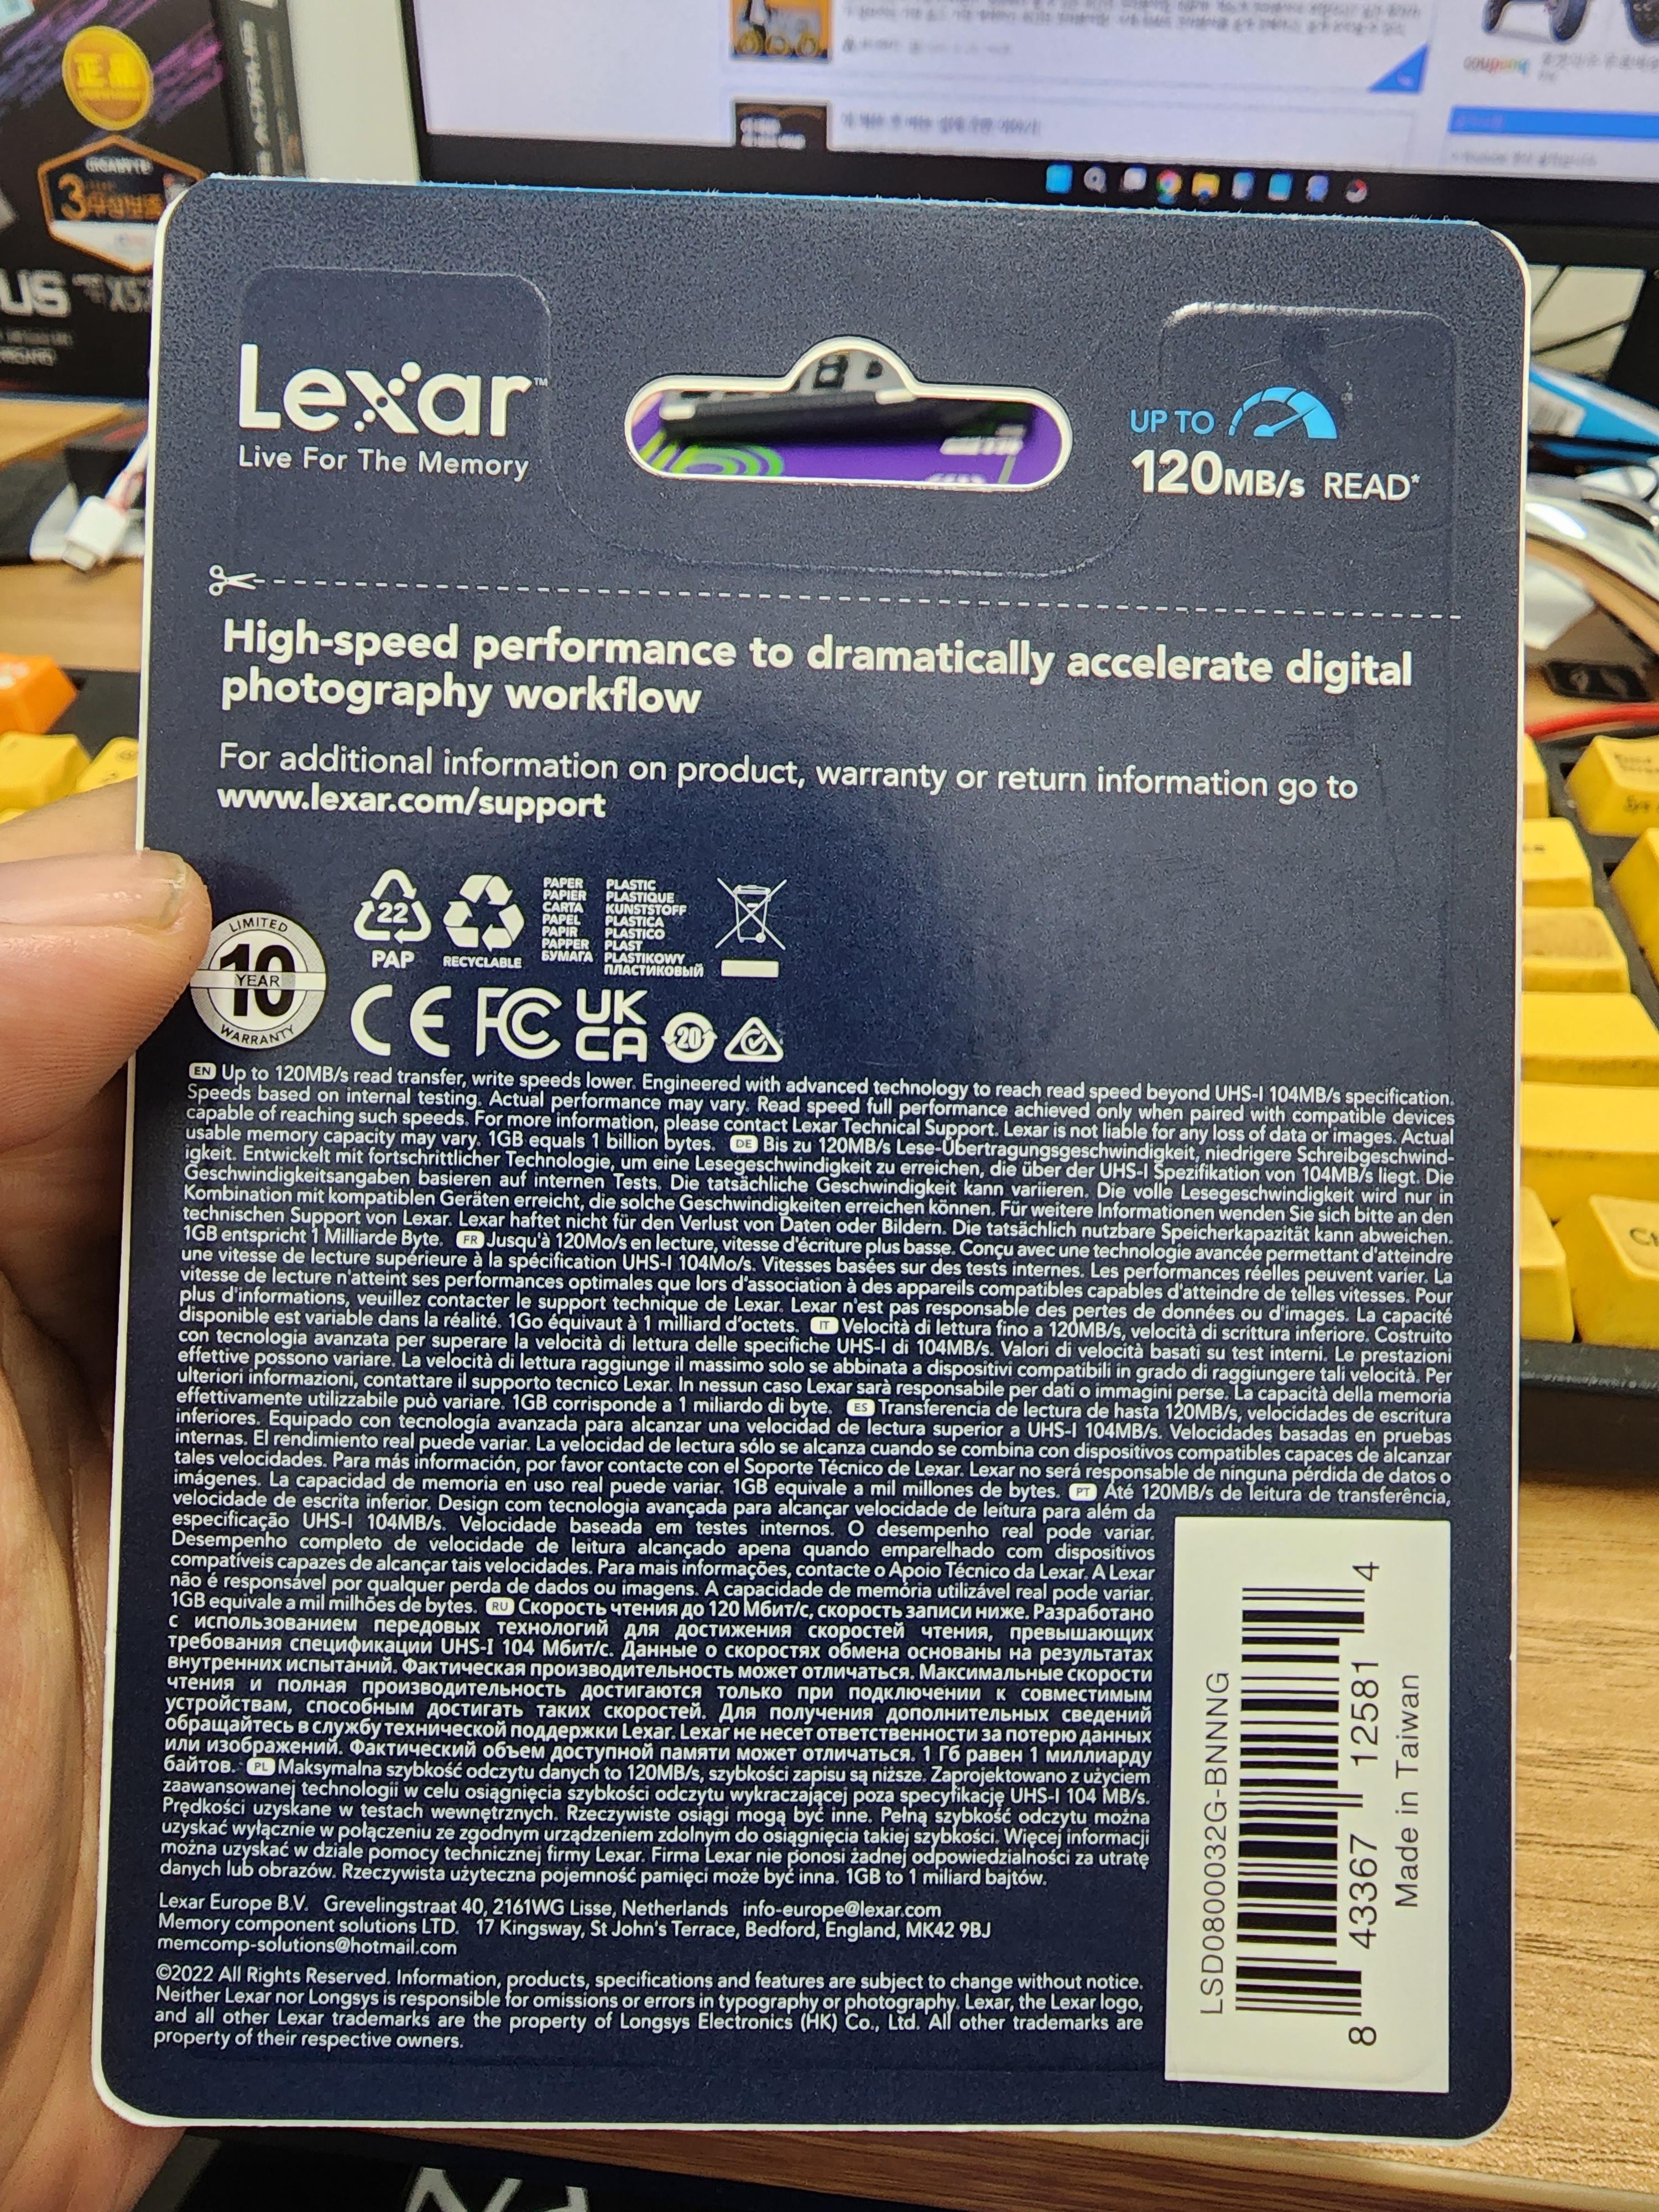 正品
GIGABYTE
3
US
X5
coupang
Lexar™
Live For The Memory
UP TO
120MB/s READ*
High-speed performance to dramatically accelerate digital
photography workflow
For additional information on product, warranty or return information go to
www.lexar.com/support
LIMITED
10
YEAR
WARRANTY
22
PAP
RECYCLABLE
PAPER PLASTIC
PAPIER PLASTIQUE
CARTA KUNSTSTOFF
PAPEL PLASTICA
PAPIR PLASTICO
PAPPER PLAST
БУМАГА PLASTIKOWY
ПЛАСТИКОВЫЙ
CE FC UK
CA 20
EN Up to 120MB/s read transfer, write speeds lower. Engineered with advanced technology to reach read speed beyond UHS-I 104MB/s specification.
Speeds based on internal testing. Actual performance may vary. Read speed full performance achieved only when paired with compatible devices
capable of reaching such speeds. For more information, please contact Lexar Technical Support. Lexar is not liable for any loss of data or images. Actual
usable memory capacity may vary. 1GB equals 1 billion bytes. DE Bis zu 120MB/s Lese-Übertragungsgeschwindigkeit, niedrigere Schreibgeschwind-
igkeit. Entwickelt mit fortschrittlicher Technologie, um eine Lesegeschwindigkeit zu erreichen, die über der UHS-I Spezifikation von 104MB/s liegt. Die
Geschwindigkeitsangaben basieren auf internen Tests. Die tatsächliche Geschwindigkeit kann variieren. Die volle Lesegeschwindigkeit wird nur in
Kombination mit kompatiblen Geräten erreicht, die solche Geschwindigkeiten erreichen können. Für weitere Informationen wenden Sie sich bitte an den
technischen Support von Lexar. Lexar haftet nicht für den Verlust von Daten oder Bildern. Die tatsächlich nutzbare Speicherkapazität kann abweichen.
1GB entspricht 1 Milliarde Byte. FR Jusqu'à 120Mo/s en lecture, vitesse d'écriture plus basse. Conçu avec une technologie avancée permettant d'atteindre
une vitesse de lecture supérieure à la spécification UHS-I 104Mo/s. Vitesses basées sur des tests internes. Les performances réelles peuvent varier. La
vitesse de lecture n'atteint ses performances optimales que lors d'association à des appareils compatibles capables d'atteindre de telles vitesses. Pour
plus d'informations, veuillez contacter le support technique de Lexar. Lexar n'est pas responsable des pertes de données ou d'images. La capacité
disponible est variable dans la réalité. 1Go équivaut à 1 milliard d'octets. IT Velocità di lettura fino a 120MB/s, velocità di scrittura inferiore. Costruito
con tecnologia avanzata per superare la velocità di lettura delle specifiche UHS-I di 104MB/s. Valori di velocità basati su test interni. Le prestazioni
effettive possono variare. La velocità di lettura raggiunge il massimo solo se abbinata a dispositivi compatibili in grado di raggiungere tali velocità. Per
ulteriori informazioni, contattare il supporto tecnico Lexar. In nessun caso Lexar sarà responsabile per dati o immagini perse. La capacità della memoria
effettivamente utilizzabile può variare. 1GB corrisponde a 1 miliardo di byte. ES Transferencia de lectura de hasta 120MB/s, velocidades de escritura
inferiores. Equipado con tecnología avanzada para alcanzar una velocidad de lectura superior a UHS-I 104MB/s. Velocidades basadas en pruebas
internas. El rendimiento real puede variar. La velocidad de lectura sólo se alcanza cuando se combina con dispositivos compatibles capaces de alcanzar
tales velocidades. Para más información, por favor contacte con el Soporte Técnico de Lexar. Lexar no será responsable de ninguna pérdida de datos o
imágenes. La capacidad de memoria en uso real puede variar. 1GB equivale a mil millones de bytes. PT Até 120MB/s de leitura de transferência,
velocidade de escrita inferior. Design com tecnologia avançada para alcançar velocidade de leitura para além da
especificação UHS-I 104MB/s. Velocidade baseada em testes internos. O desempenho real pode variar.
Desempenho completo de velocidade de leitura alcançado apena quando emparelhado com dispositivos
compatíveis capazes de alcançar tais velocidades. Para mais informações, contacte o Apoio Técnico da Lexar. A Lexar
não é responsável por qualquer perda de dados ou imagens. A capacidade de memória utilizável real pode variar.
1GB equivale a mil milhões de bytes. RU Скорость чтения до 120 Мбит/с, скорость записи ниже. Разработано
с использованием передовых технологий для достижения скоростей чтения, превышающих
требования спецификации UHS-I 104 Мбит/с. Данные о скоростях обмена основаны на результатах
внутренних испытаний. Фактическая производительность может отличаться. Максимальные скорости
чтения и полная производительность достигаются только при подключении к совместимым
устройствам, способным достигать таких скоростей. Для получения дополнительных сведений
обращайтесь в службу технической поддержки Lexar. Lexar не несет ответственности за потерю данных
или изображений. Фактический объем доступной памяти может отличаться. 1 Гб равен 1 миллиарду
байтов. PL Maksymalna szybkość odczytu danych to 120MB/s, szybkości zapisu są niższe. Zaprojektowano z użyciem
zaawansowanej technologii w celu osiągnięcia szybkości odczytu wykraczającej poza specyfikację UHS-I 104 MB/s.
Prędkości uzyskane w testach wewnętrznych. Rzeczywiste osiągi mogą być inne. Pełną szybkość odczytu można
uzyskać wyłącznie w połączeniu ze zgodnym urządzeniem zdolnym do osiągnięcia takiej szybkości. Więcej informacji
można uzyskać w dziale pomocy technicznej firmy Lexar. Firma Lexar nie ponosi żadnej odpowiedzialności za utratę
danych lub obrazów. Rzeczywista użyteczna pojemność pamięci może być inna. 1GB to 1 miliard bajtów.
Lexar Europe B.V. Grevelingstraat 40, 2161WG Lisse, Netherlands info-europe@lexar.com
Memory component solutions LTD. 17 Kingsway, St John's Terrace, Bedford, England, MK42 9BJ
memcomp-solutions@hotmail.com
©2022 All Rights Reserved. Information, products, specifications and features are subject to change without notice.
Neither Lexar nor Longsys is responsible for omissions or errors in typography or photography. Lexar, the Lexar logo,
and all other Lexar trademarks are the property of Longsys Electronics (HK) Co., Ltd. All other trademarks are
property of their respective owners.
LSD0800032G-BNNNG
8 43367 12581 4
Made in Taiwan